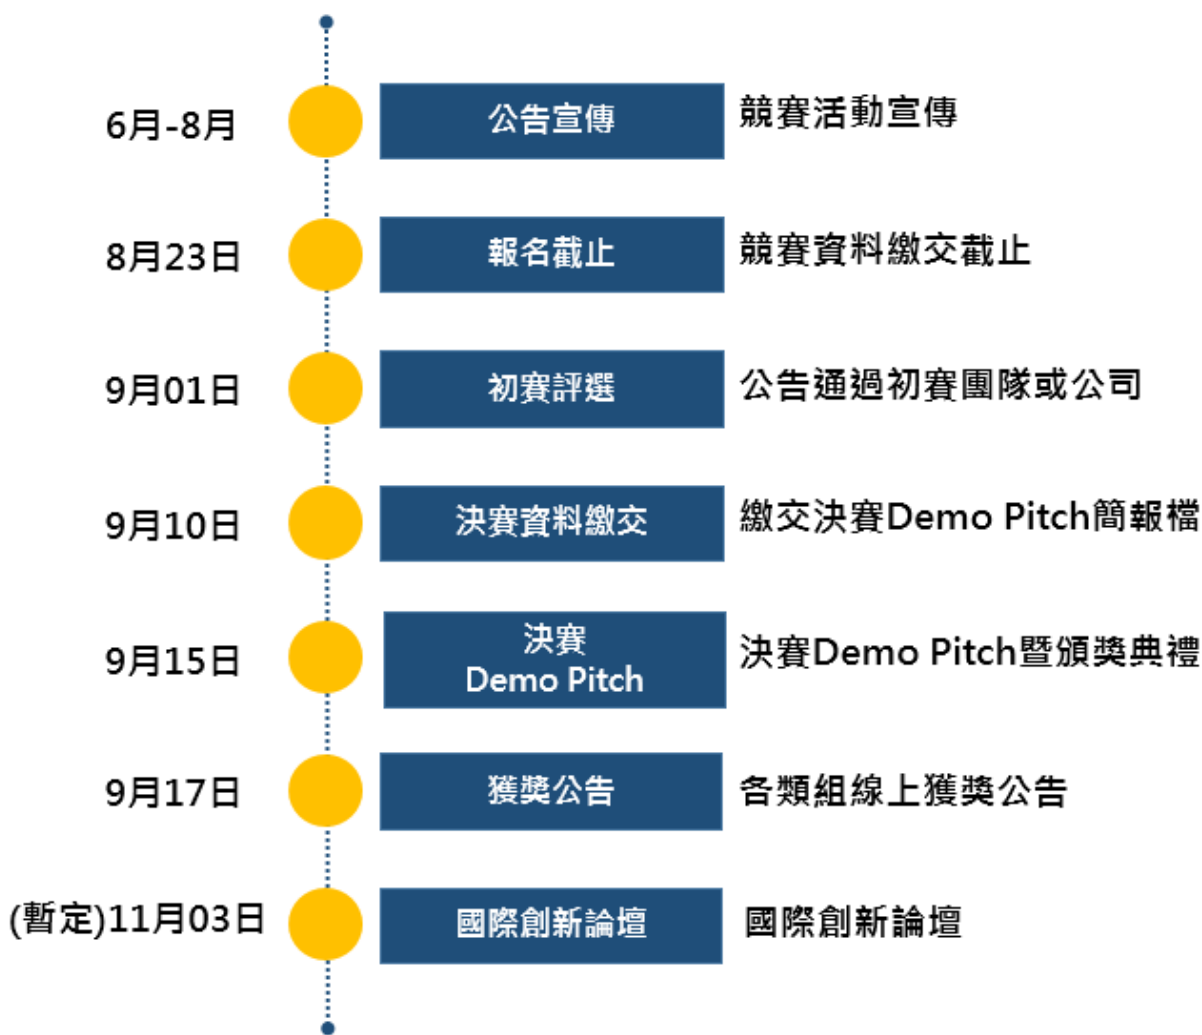 6月-8月 公告宣傳 競賽活動宣傳
8月23日 報名截止 競賽資料繳交截止
9月01日 初賽評選 公告通過初賽團隊或公司
9月10日 決賽資料繳交 繳交決賽Demo Pitch簡報檔
9月15日 決賽
Demo Pitch 決賽Demo Pitch暨頒獎典禮
9月17日 獲獎公告 各類組線上獲獎公告
(暫定)11月03日 國際創新論壇 國際創新論壇